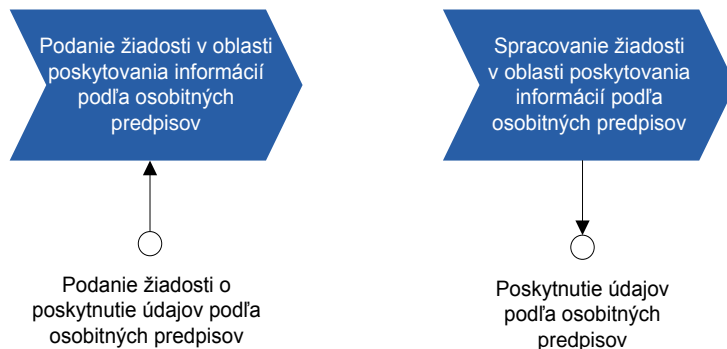 Podanie žiadosti v oblasti
poskytovania informácií
podľa osobitných
predpisov
Spracovanie žiadosti
v oblasti poskytovania
informácií podľa
osobitných predpisov
Podanie žiadosti o
poskytnutie údajov podľa
osobitných predpisov
Poskytnutie údajov
podľa osobitných
predpisov